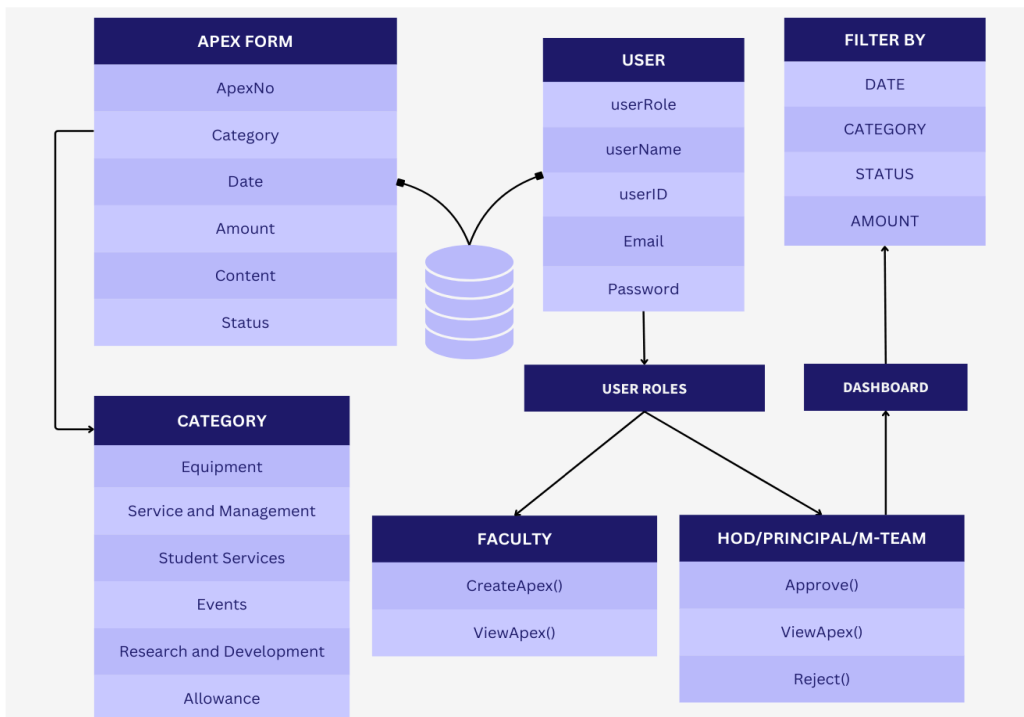 APEX FORM
ApexNo
Category
Date
Amount
Content
Status
USER
userRole
userName
userID
Email
Password
FILTER BY
DATE
CATEGORY
STATUS
AMOUNT
USER ROLES
DASHBOARD
CATEGORY
Equipment
Service and Management
Student Services
Events
Research and Development
Allowance
FACULTY
CreateApex()
ViewApex()
HOD/PRINCIPAL/M-TEAM
Approve()
ViewApex()
Reject()